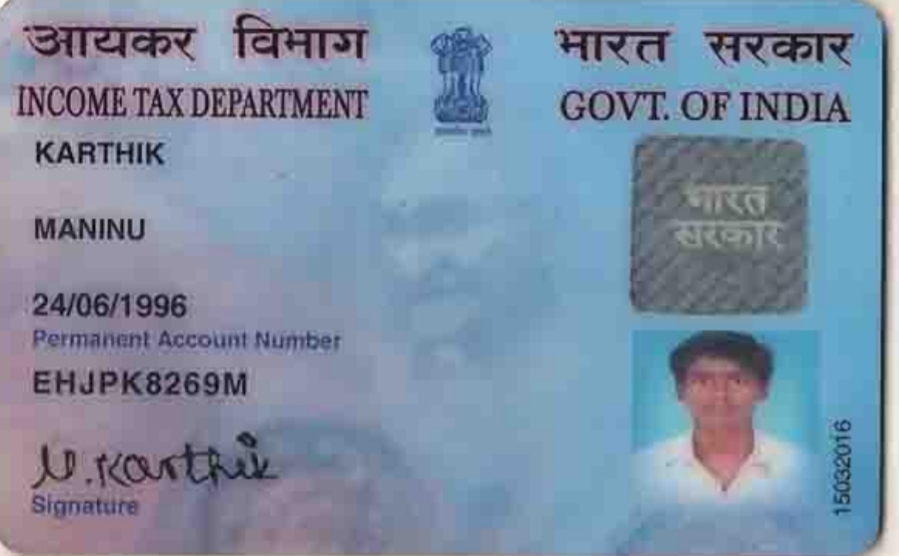 आयकर विभाग
भारत सरकार
INCOME TAX DEPARTMENT
GOVT. OF INDIA
KARTHIK
MANINU
24/06/1996
Permanent Account Number
EHJPK8269M
M.Karthik
Signature
भारत
सरकार
15032016